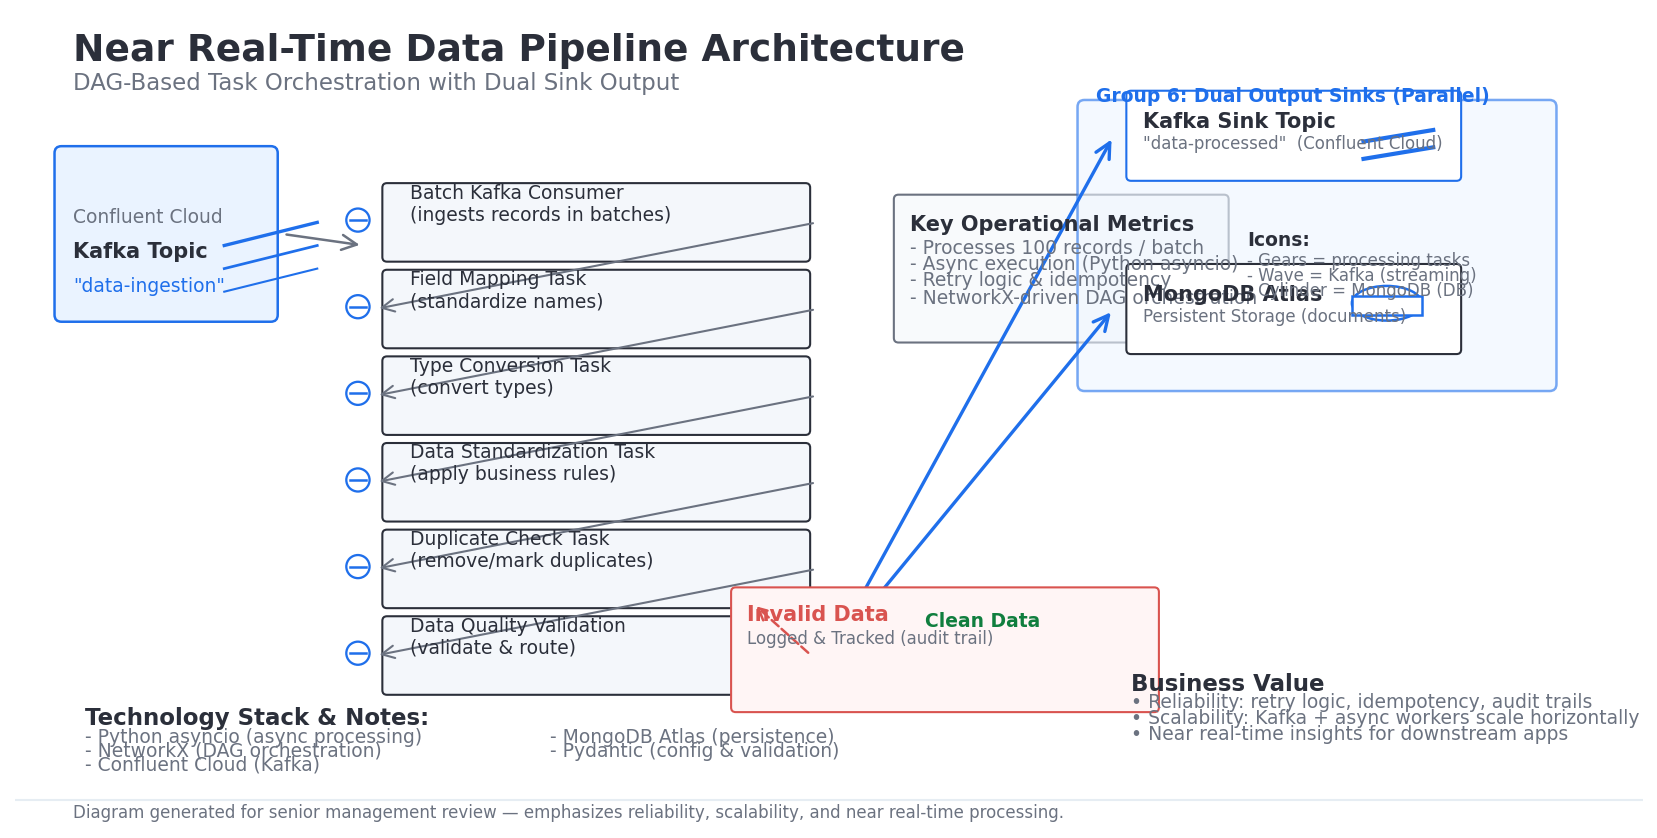 Near Real-Time Data Pipeline Architecture
DAG-Based Task Orchestration with Dual Sink Output
Confluent Cloud
Kafka Topic
"data-ingestion"
Batch Kafka Consumer
(ingests records in batches)
Field Mapping Task
(standardize names)
Type Conversion Task
(convert types)
Data Standardization Task
(apply business rules)
Duplicate Check Task
(remove/mark duplicates)
Data Quality Validation
(validate & route)
Key Operational Metrics
- Processes 100 records / batch
- Async execution (Python asyncio)
- Retry logic & idempotency
- NetworkX-driven DAG orchestration
Group 6: Dual Output Sinks (Parallel)
Kafka Sink Topic
"data-processed" (Confluent Cloud)
Icons:
- Gears = processing tasks
- Wave = Kafka (streaming)
- Cylinder = MongoDB (DB)
MongoDB Atlas
Persistent Storage (documents)
Invalid Data
Clean Data
Logged & Tracked (audit trail)
Business Value
• Reliability: retry logic, idempotency, audit trails
• Scalability: Kafka + async workers scale horizontally
• Near real-time insights for downstream apps
Technology Stack & Notes:
- Python asyncio (async processing)
- NetworkX (DAG orchestration)
- Confluent Cloud (Kafka)
- MongoDB Atlas (persistence)
- Pydantic (config & validation)
Diagram generated for senior management review — emphasizes reliability, scalability, and near real-time processing.